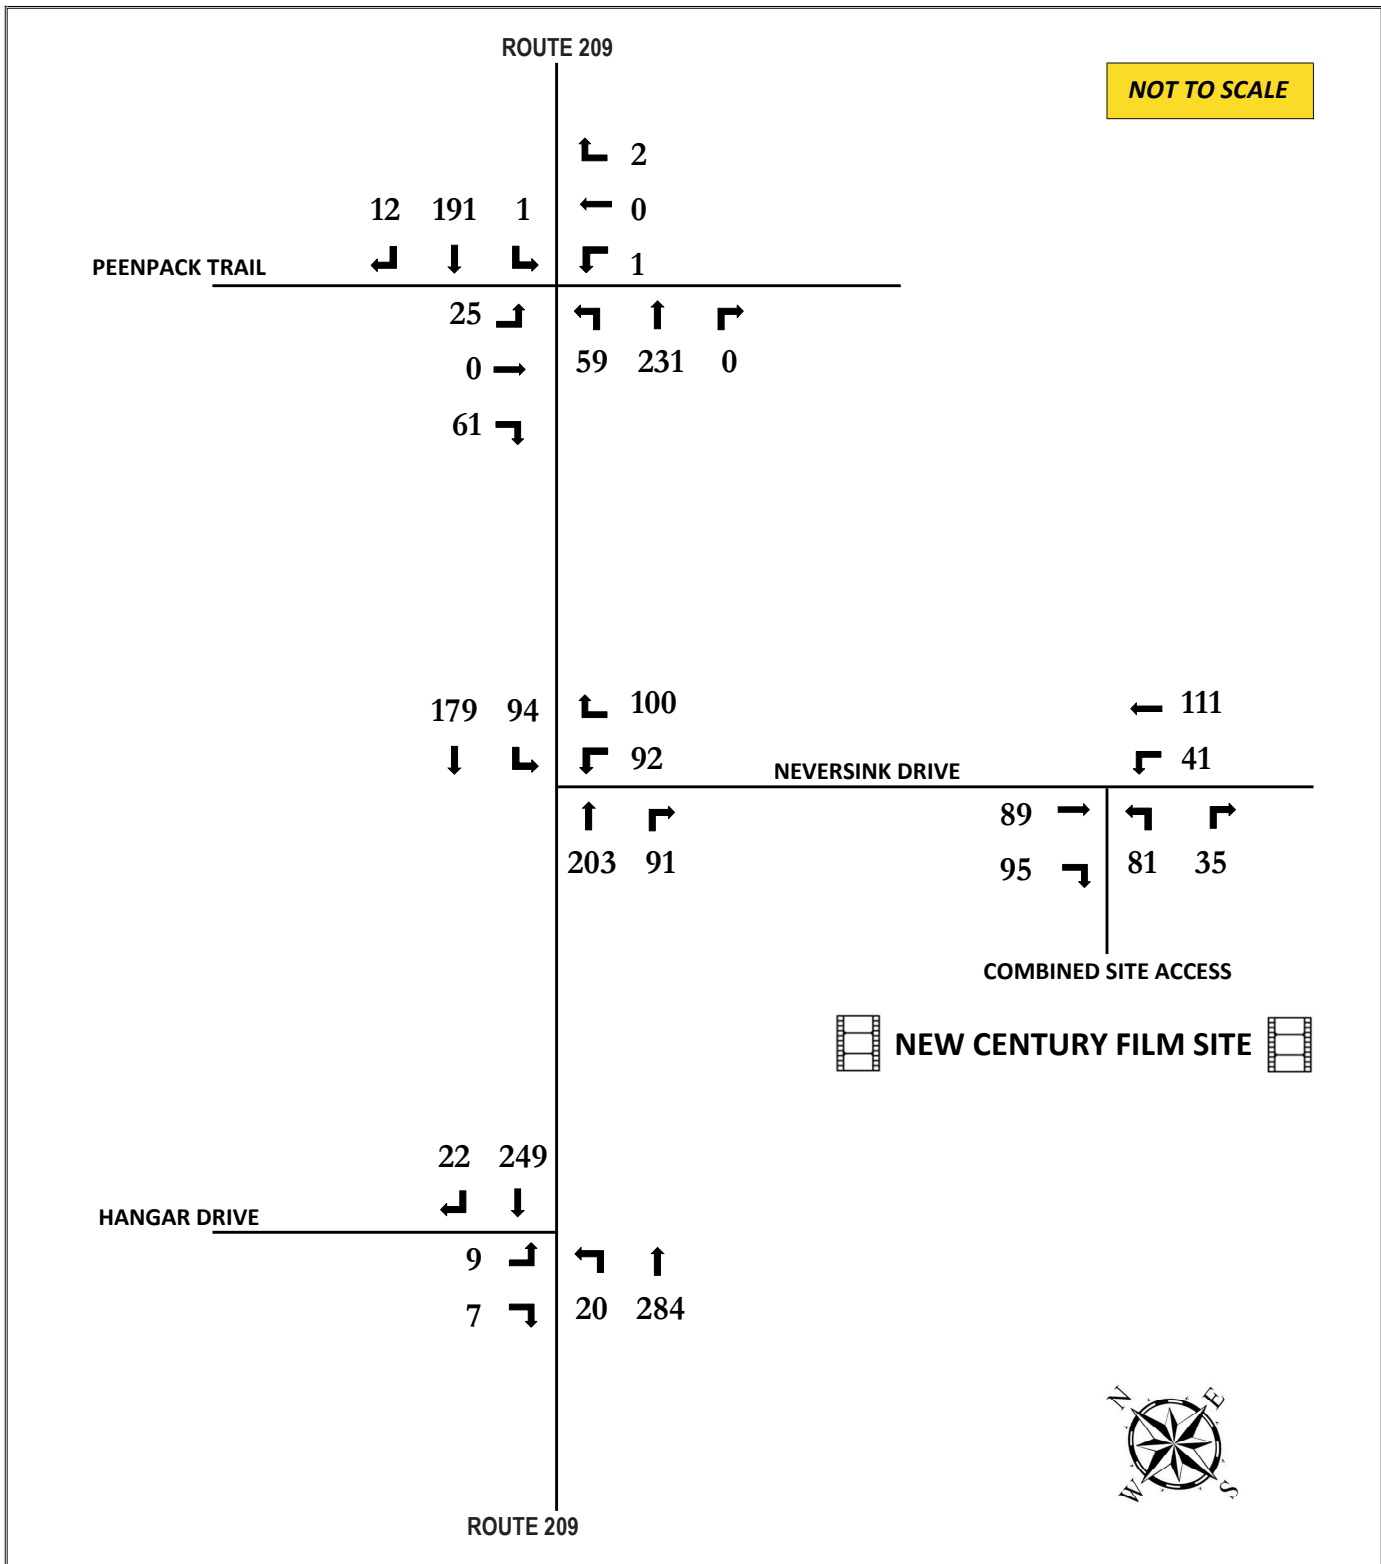 ROUTE 209
NOT TO SCALE
2
12 191 1 0
PEENPACK TRAIL 1
25
0 59 231 0
61
179 94 100 111
92 NEVERSINK DRIVE 41
89
203 91 95 81 35
COMBINED SITE ACCESS
NEW CENTURY FILM SITE
22 249
HANGAR DRIVE
9
7 20 284
N E
W S
ROUTE 209